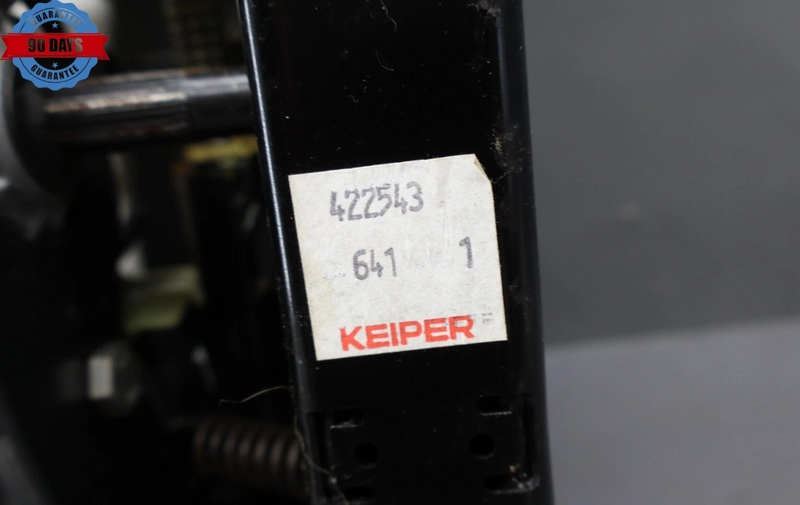 GUARANTEE
90 DAYS
GUARANTEE
422543
641 1
KEIPER